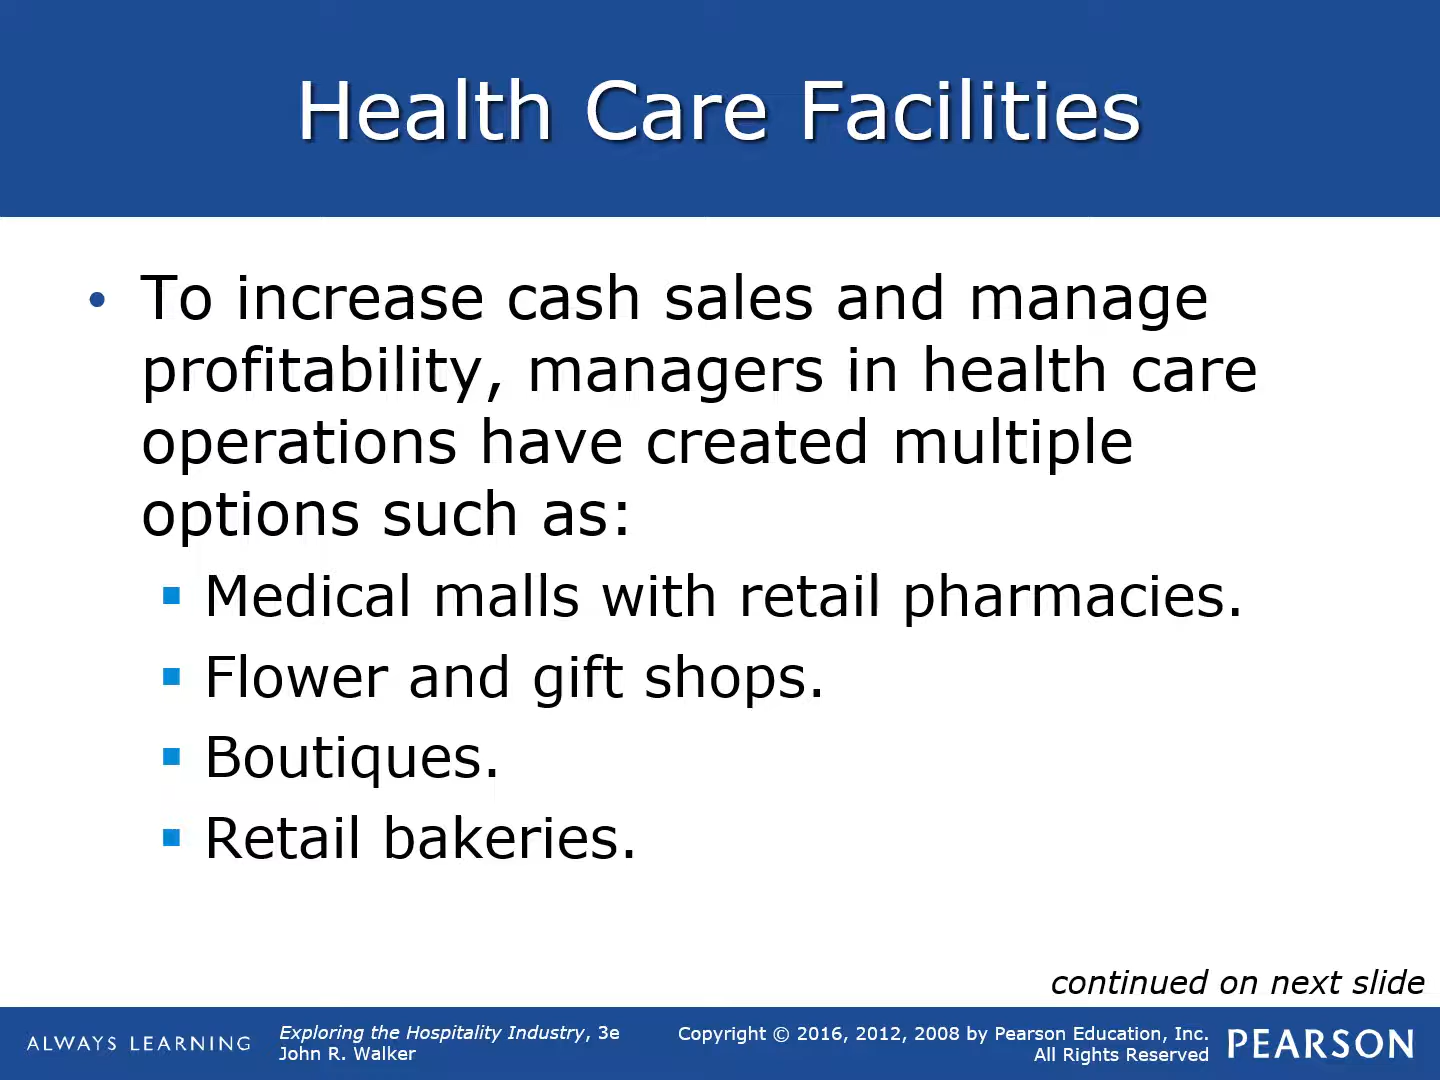 Health Care Facilities
• To increase cash sales and manage
profitability, managers in health care
operations have created multiple
options such as:
▪ Medical malls with retail pharmacies.
▪ Flower and gift shops.
▪ Boutiques.
▪ Retail bakeries.
continued on next slide
ALWAYS LEARNING
Exploring the Hospitality Industry, 3e
John R. Walker
Copyright © 2016, 2012, 2008 by Pearson Education, Inc.
All Rights Reserved
PEARSON